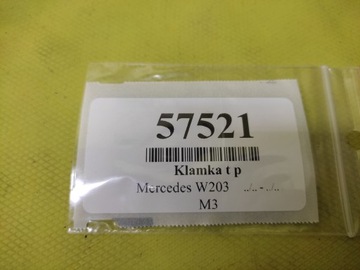 57521
Klamka t p
Mercedes W203 ../.. - ../..
M3